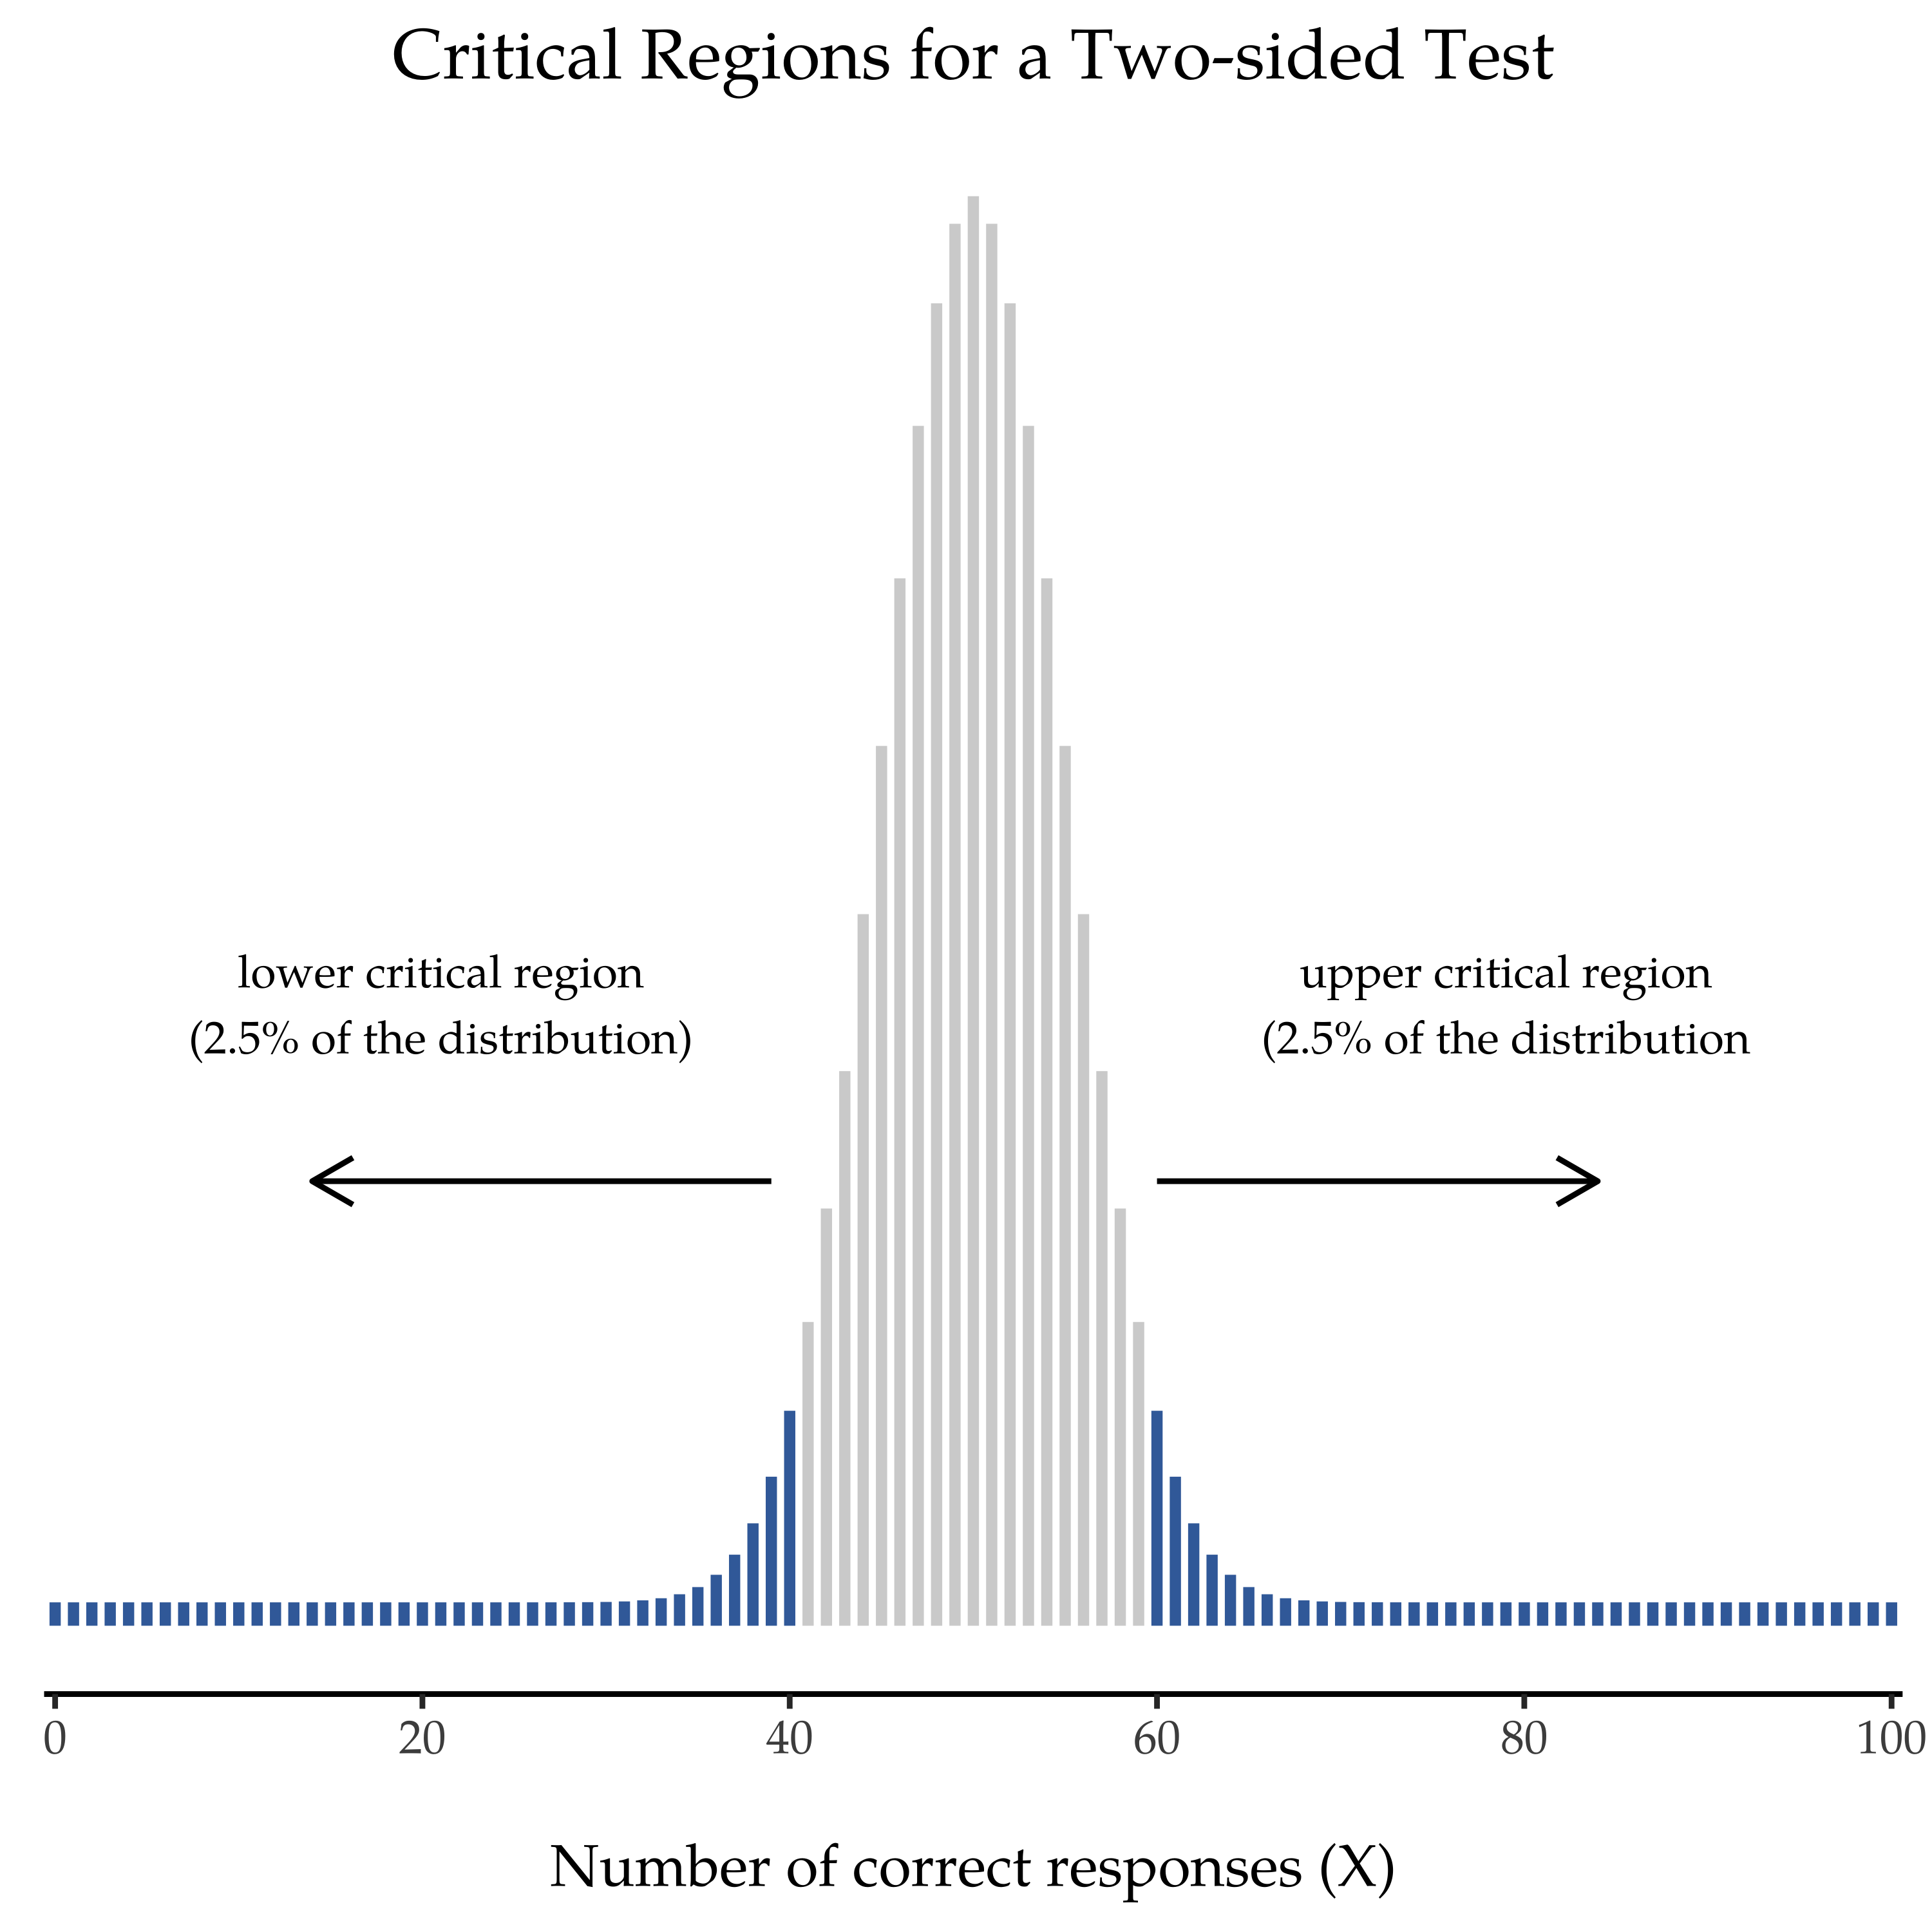 Critical Regions for a Two-sided Test
lower critical region
(2.5% of the distribution)
upper critical region
(2.5% of the distribution
0 20 40 60 80 100
Number of correct responses (X)